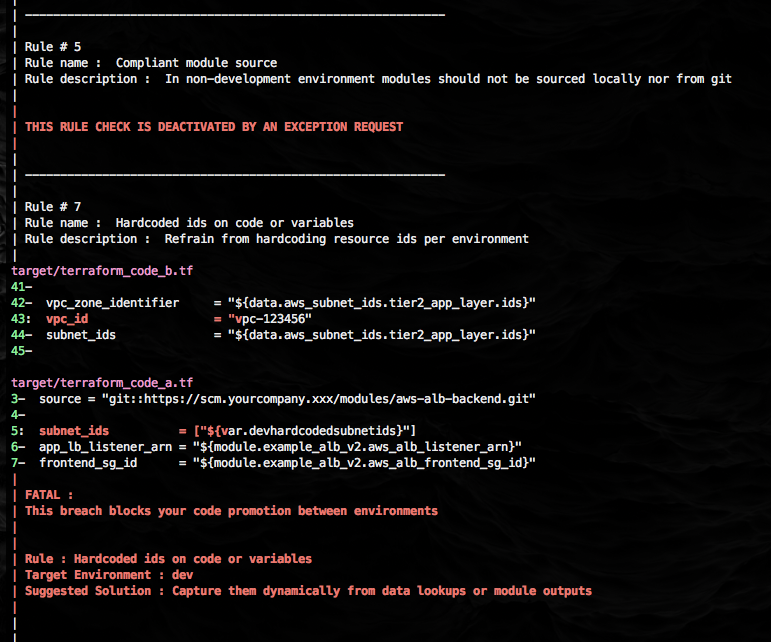 Rule # 5
Rule name :  Compliant module source
Rule description :  In non-development environment modules should not be sourced locally nor from git
THIS RULE CHECK IS DEACTIVATED BY AN EXCEPTION REQUEST
Rule # 7
Rule name :  Hardcoded ids on code or variables
Rule description :  Refrain from hardcoding resource ids per environment
target/terraform_code_b.tf
41-
42-  vpc_zone_identifier     = "${data.aws_subnet_ids.tier2_app_layer.ids}"
43:  vpc_id                  = "vpc-123456"
44-  subnet_ids              = "${data.aws_subnet_ids.tier2_app_layer.ids}"
45-
target/terraform_code_a.tf
3-  source = "git::https://scm.yourcompany.xxx/modules/aws-alb-backend.git"
4-
5:  subnet_ids          = ["${var.devhardcodedsubnetids}"]
6-  app_lb_listener_arn = "${module.example_alb_v2.aws_alb_listener_arn}"
7-  frontend_sg_id      = "${module.example_alb_v2.aws_alb_frontend_sg_id}"
FATAL :
This breach blocks your code promotion between environments
Rule : Hardcoded ids on code or variables
Target Environment : dev
Suggested Solution : Capture them dynamically from data lookups or module outputs